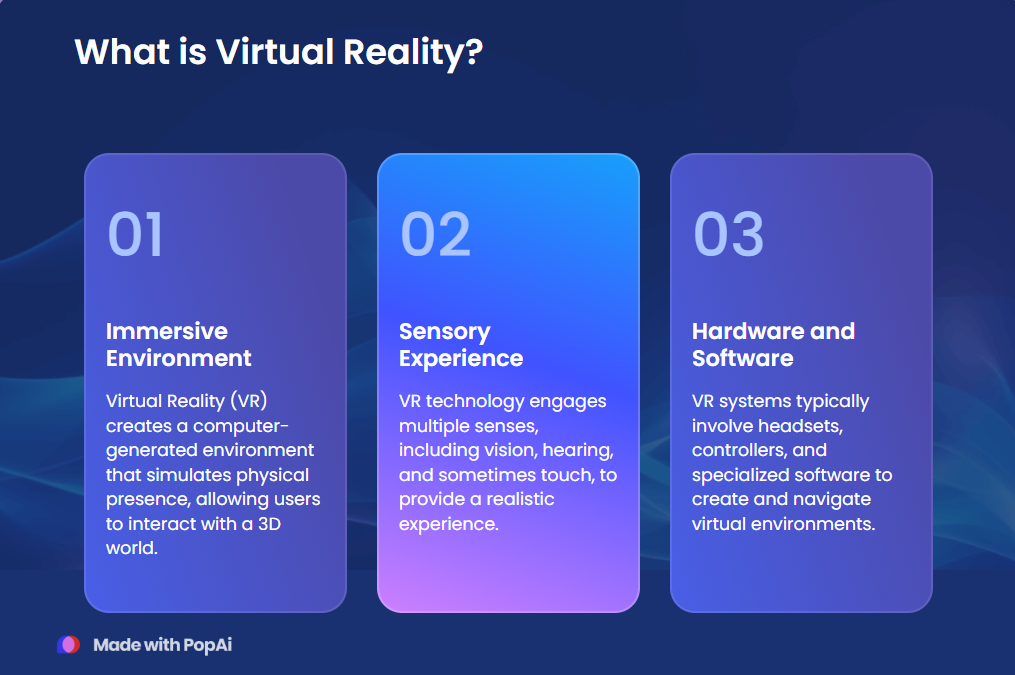 What is Virtual Reality?
01
Immersive
Environment
Virtual Reality (VR)
creates a computer-
generated environment
that simulates physical
presence, allowing users
to interact with a 3D
world.
02
Sensory
Experience
VR technology engages
multiple senses,
including vision, hearing,
and sometimes touch, to
provide a realistic
experience.
03
Hardware and
Software
VR systems typically
involve headsets,
controllers, and
specialized software to
create and navigate
virtual environments.
Made with PopAi